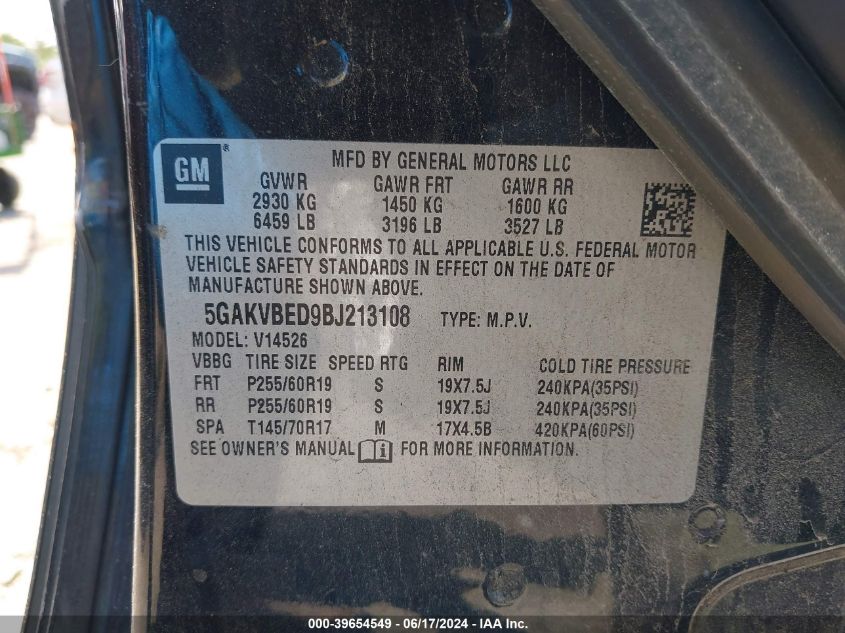 GM ®
MFD BY GENERAL MOTORS LLC
GVWR GAWR FRT GAWR RR
2930 KG 1450 KG 1600 KG
6459 LB 3196 LB 3527 LB
THIS VEHICLE CONFORMS TO ALL APPLICABLE U.S. FEDERAL MOTOR
VEHICLE SAFETY STANDARDS IN EFFECT ON THE DATE OF
MANUFACTURE SHOWN ABOVE.
5GAKVBED9BJ213108 TYPE: M.P.V.
MODEL: V14526
VBBG TIRE SIZE SPEED RTG RIM COLD TIRE PRESSURE
FRT P255/60R19 S 19X7.5J 240KPA(35PSI)
RR P255/60R19 S 19X7.5J 240KPA(35PSI)
SPA T145/70R17 M 17X4.5B 420KPA(60PSI)
SEE OWNER'S MANUAL i FOR MORE INFORMATION.
000-39654549 - 06/17/2024 - IAA, Inc.